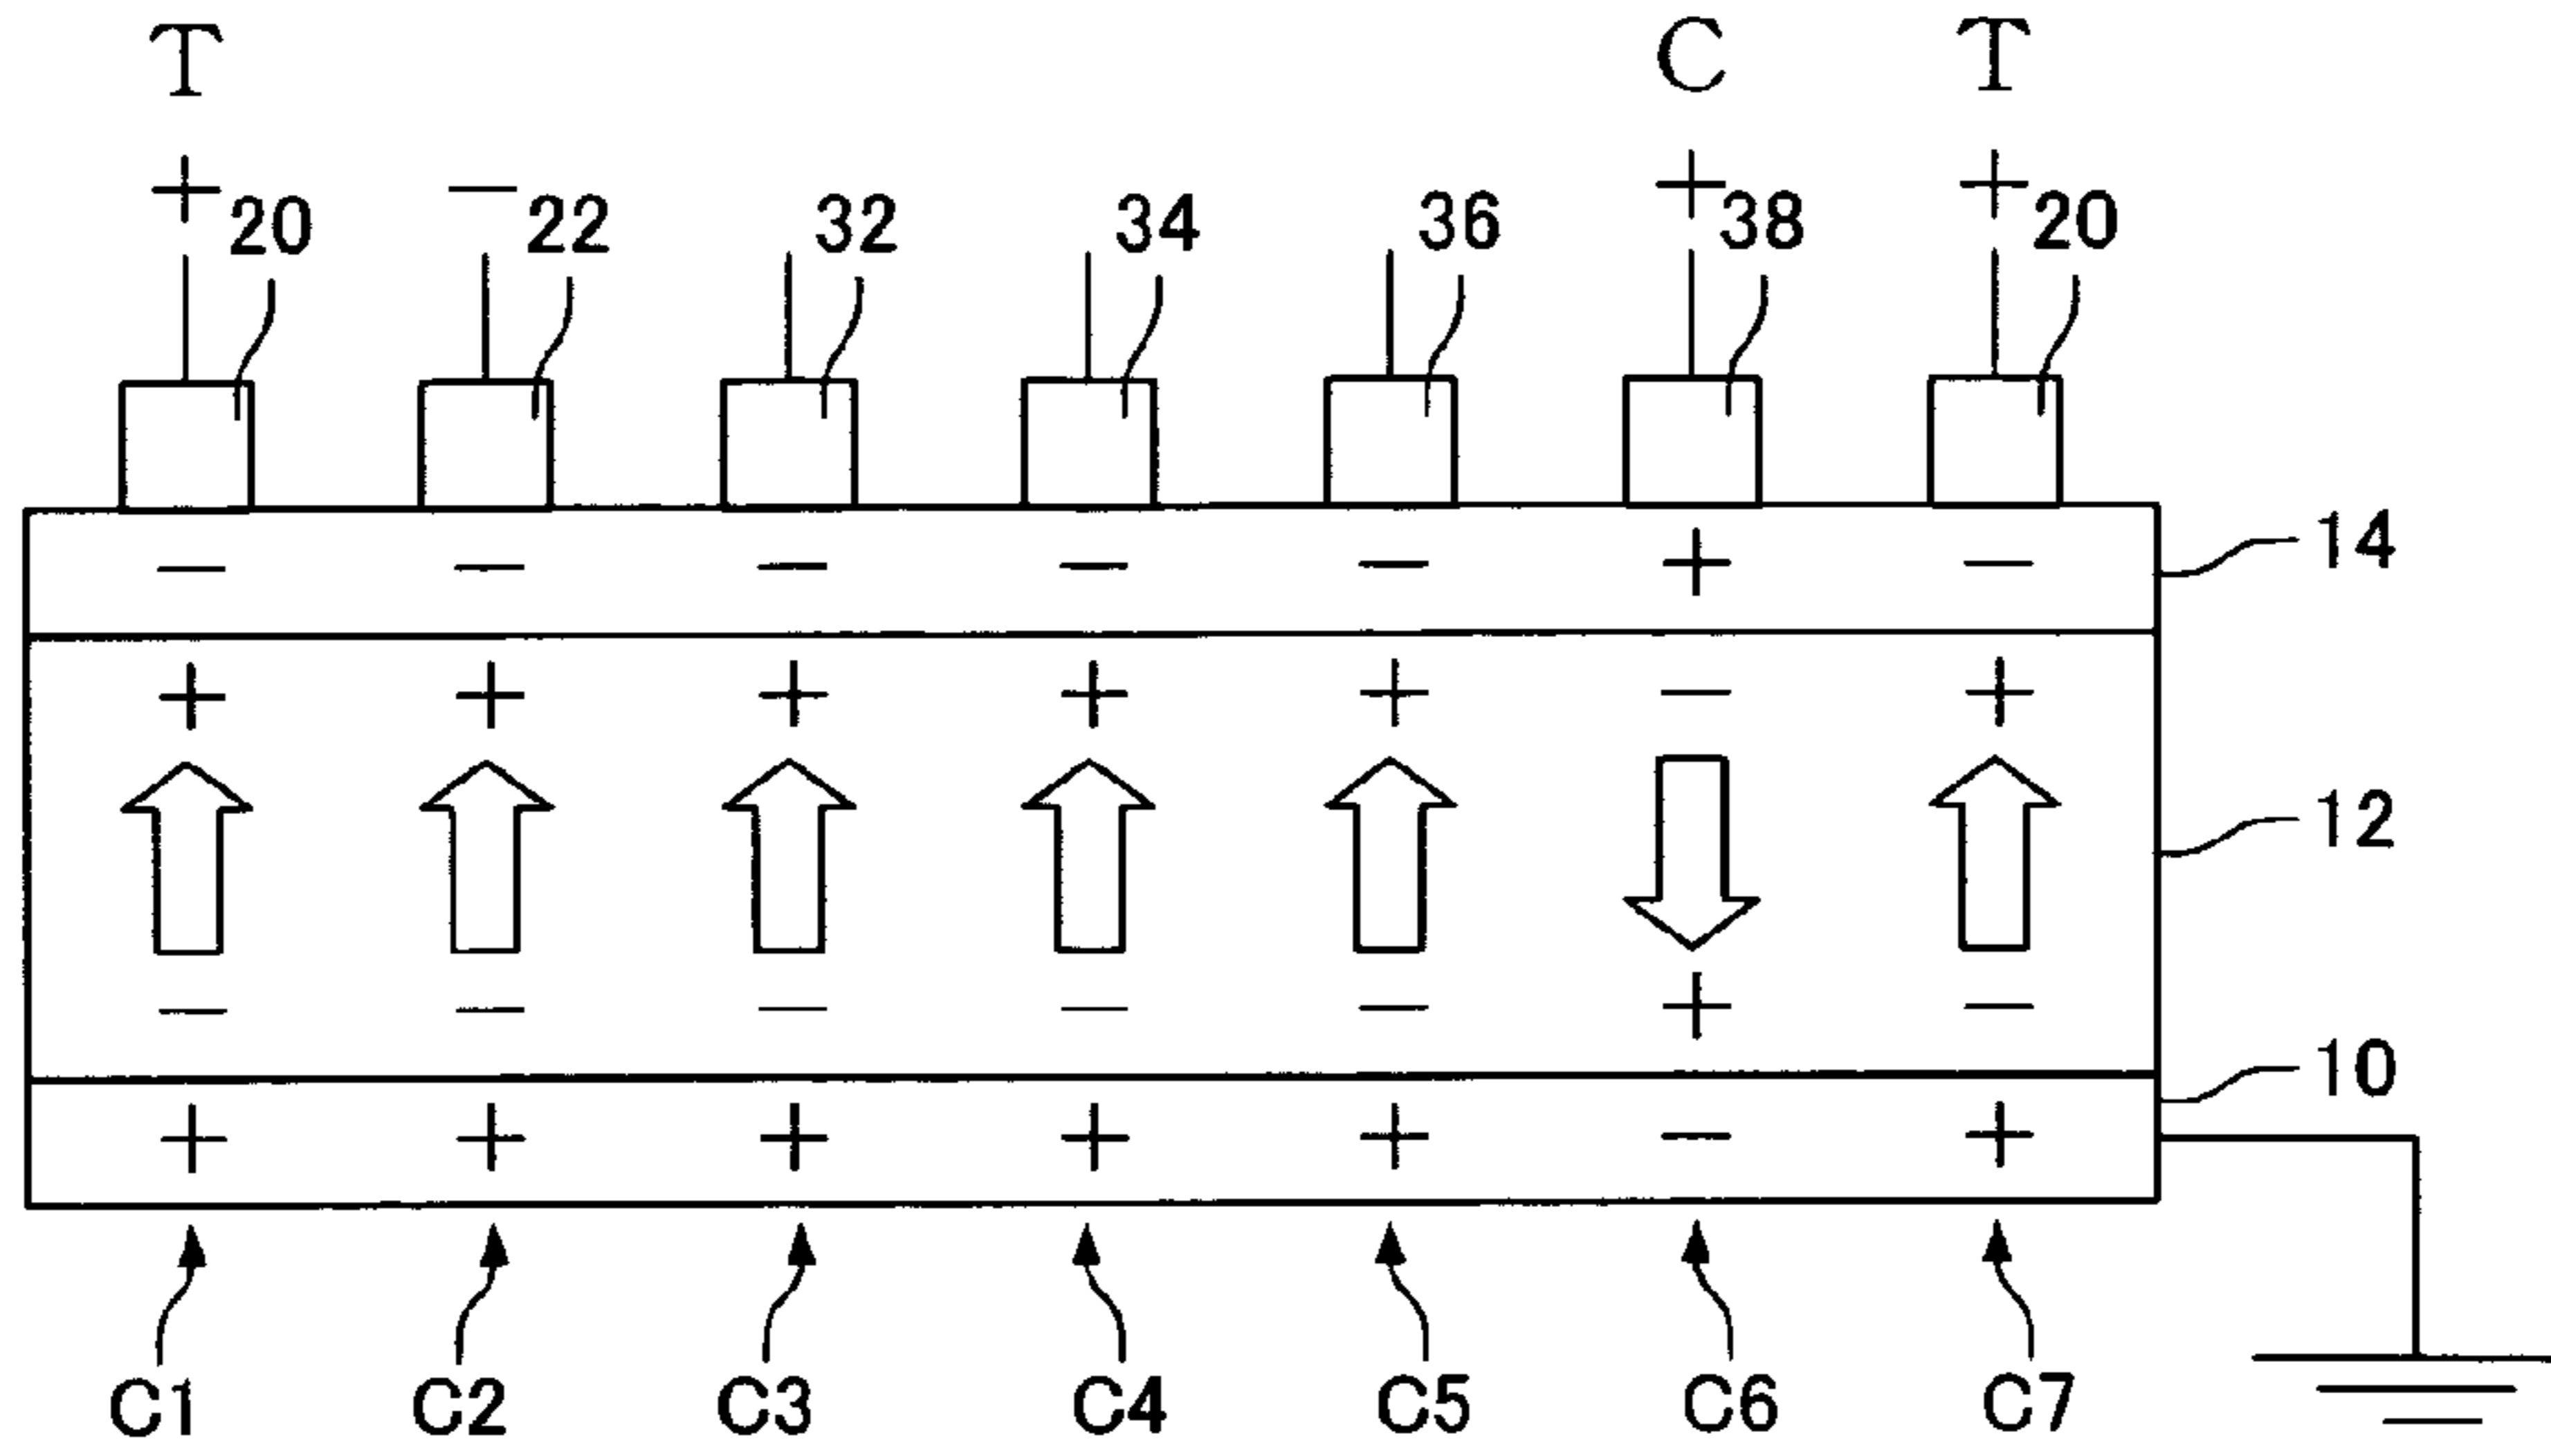 T C T
+ − + +
20 22 32 34 36 38 20
− − − − − + −
14
+ + + + + − +
12
− − − − − + −
10
+ + + + + − +
C1 C2 C3 C4 C5 C6 C7